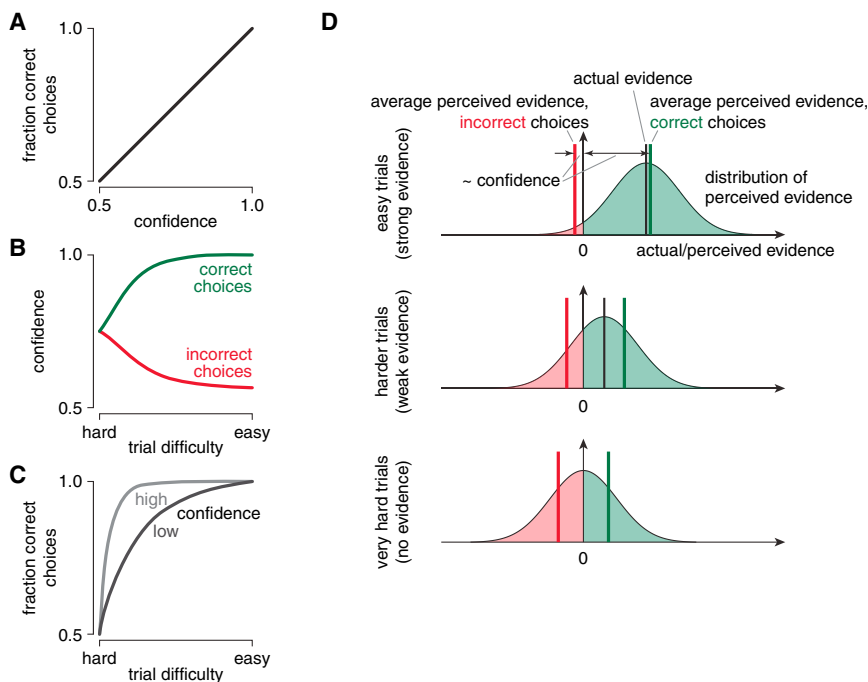 A
1.0
fraction correct
choices
0.5
0.5
1.0
confidence
B
1.0
correct
choices
confidence
incorrect
choices
0.5
hard
easy
trial difficulty
C
1.0
high
confidence
low
fraction correct
choices
0.5
hard
easy
trial difficulty
D
actual evidence
average perceived evidence,
incorrect choices
average perceived evidence,
correct choices
~ confidence
distribution of
perceived evidence
easy trials
(strong evidence)
0
actual/perceived evidence
harder trials
(weak evidence)
0
very hard trials
(no evidence)
0